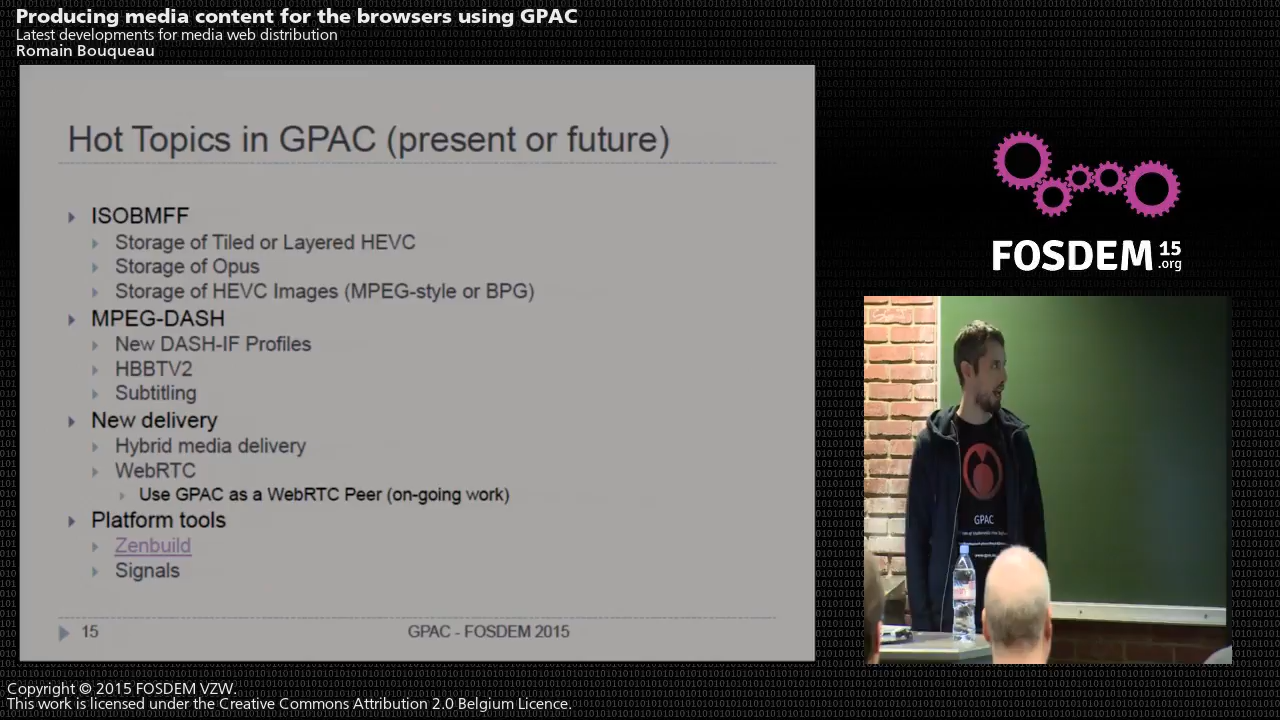 Producing media content for the browsers using GPAC
Latest developments for media web distribution
Romain Bouqueau
Hot Topics in GPAC (present or future)
ISOBMFF
Storage of Tiled or Layered HEVC
Storage of Opus
Storage of HEVC Images (MPEG-style or BPG)
MPEG-DASH
New DASH-IF Profiles
HBBTV2
Subtitling
New delivery
Hybrid media delivery
WebRTC
Use GPAC as a WebRTC Peer (on-going work)
Platform tools
Zenbuild
Signals
15
GPAC - FOSDEM 2015
FOSDEM 15
.org
GPAC
Copyright © 2015 FOSDEM VZW.
This work is licensed under the Creative Commons Attribution 2.0 Belgium Licence.